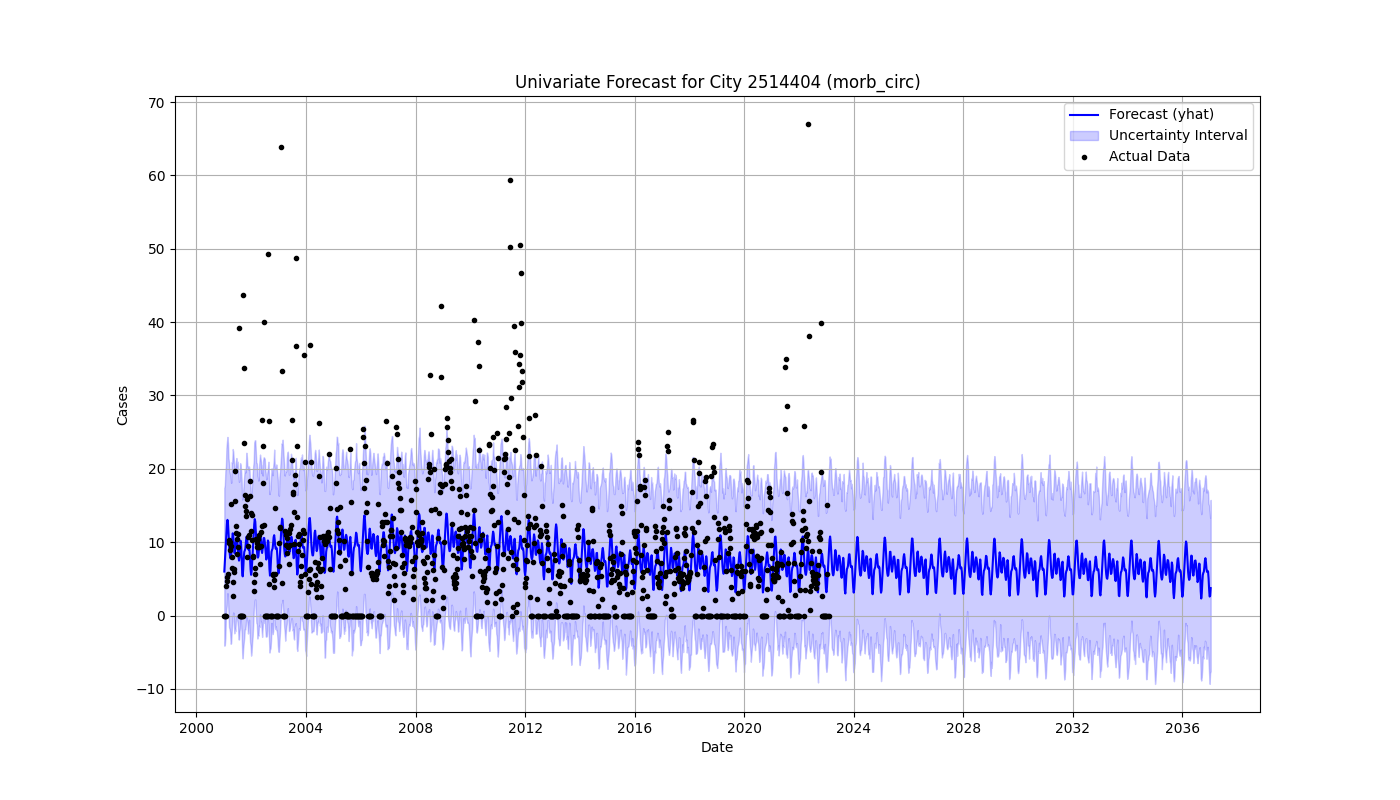 Univariate Forecast for City 2514404 (morb_circ)
Forecast (yhat)
Uncertainty Interval
Actual Data
Cases
70
60
50
40
30
20
10
0
−10
2000 2004 2008 2012 2016 2020 2024 2028 2032 2036
Date